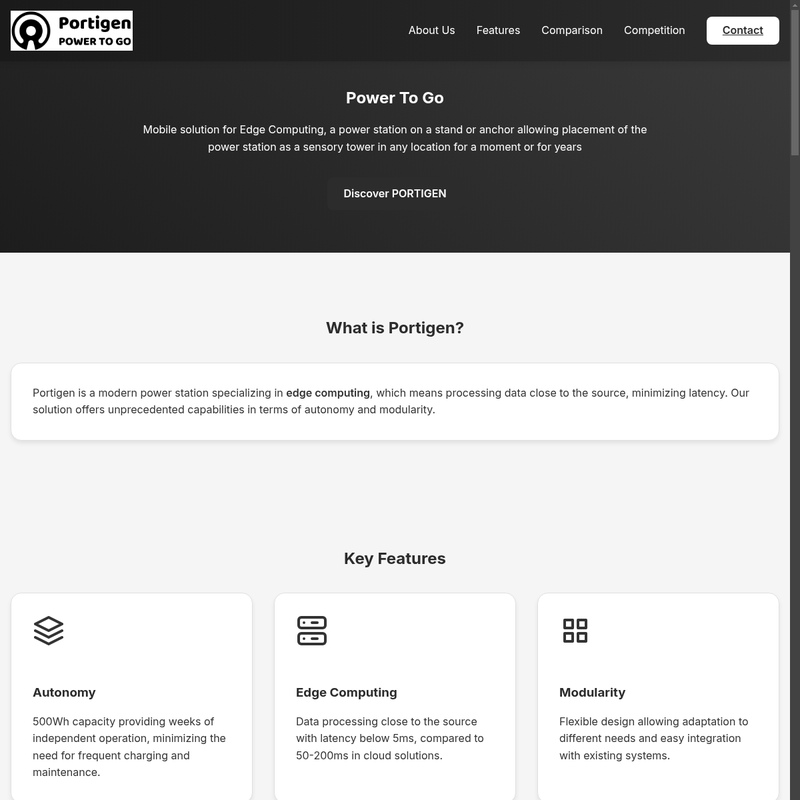 Portigen
POWER TO GO
About Us
Features
Comparison
Competition
Contact
Power To Go
Mobile solution for Edge Computing, a power station on a stand or anchor allowing placement of the
power station as a sensory tower in any location for a moment or for years
Discover PORTIGEN
What is Portigen?
Portigen is a modern power station specializing in edge computing, which means processing data close to the source, minimizing latency. Our
solution offers unprecedented capabilities in terms of autonomy and modularity.
Key Features
Autonomy
500Wh capacity providing weeks of
independent operation, minimizing the
need for frequent charging and
maintenance.
Edge Computing
Data processing close to the source
with latency below 5ms, compared to
50-200ms in cloud solutions.
Modularity
Flexible design allowing adaptation to
different needs and easy integration
with existing systems.